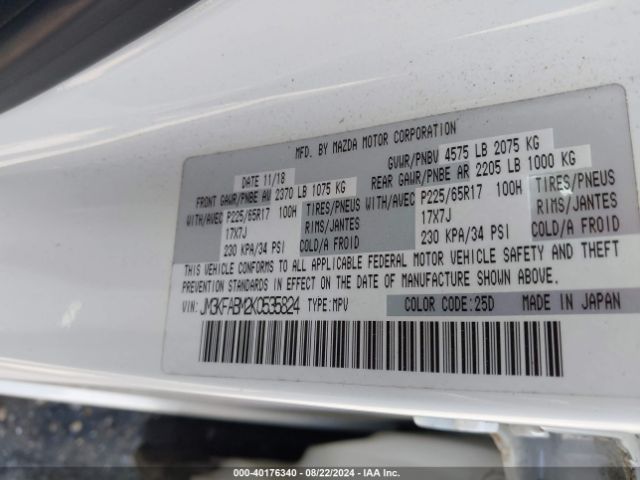 MFD. BY MAZDA MOTOR CORPORATION
DATE 11/18 GVWR/PNBV 4575 LB 2075 KG
FRONT GAWR/PNBE AV 2370 LB 1075 KG REAR GAWR/PNBE AR 2205 LB 1000 KG
WITH/AVEC P225/65R17 100H TIRES/PNEUS WITH/AVEC P225/65R17 100H TIRES/PNEUS
17X7J RIMS/JANTES 17X7J RIMS/JANTES
230 KPA/34 PSI COLD/A FROID 230 KPA/34 PSI COLD/A FROID
THIS VEHICLE CONFORMS TO ALL APPLICABLE FEDERAL MOTOR VEHICLE SAFETY AND THEFT
PREVENTION STANDARDS IN EFFECT ON THE DATE OF MANUFACTURE SHOWN ABOVE.
VIN: JM3KFABM2K0535824 TYPE:MPV COLOR CODE:25D MADE IN JAPAN
000-40176340 - 08/22/2024 - IAA Inc.